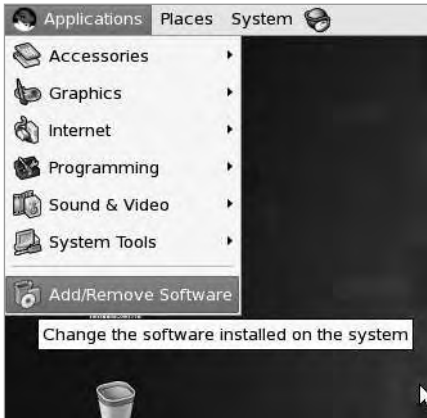 Applications Places System
Accessories
Graphics
Internet
Programming
Sound & Video
System Tools
Add/Remove Software
Change the software installed on the system